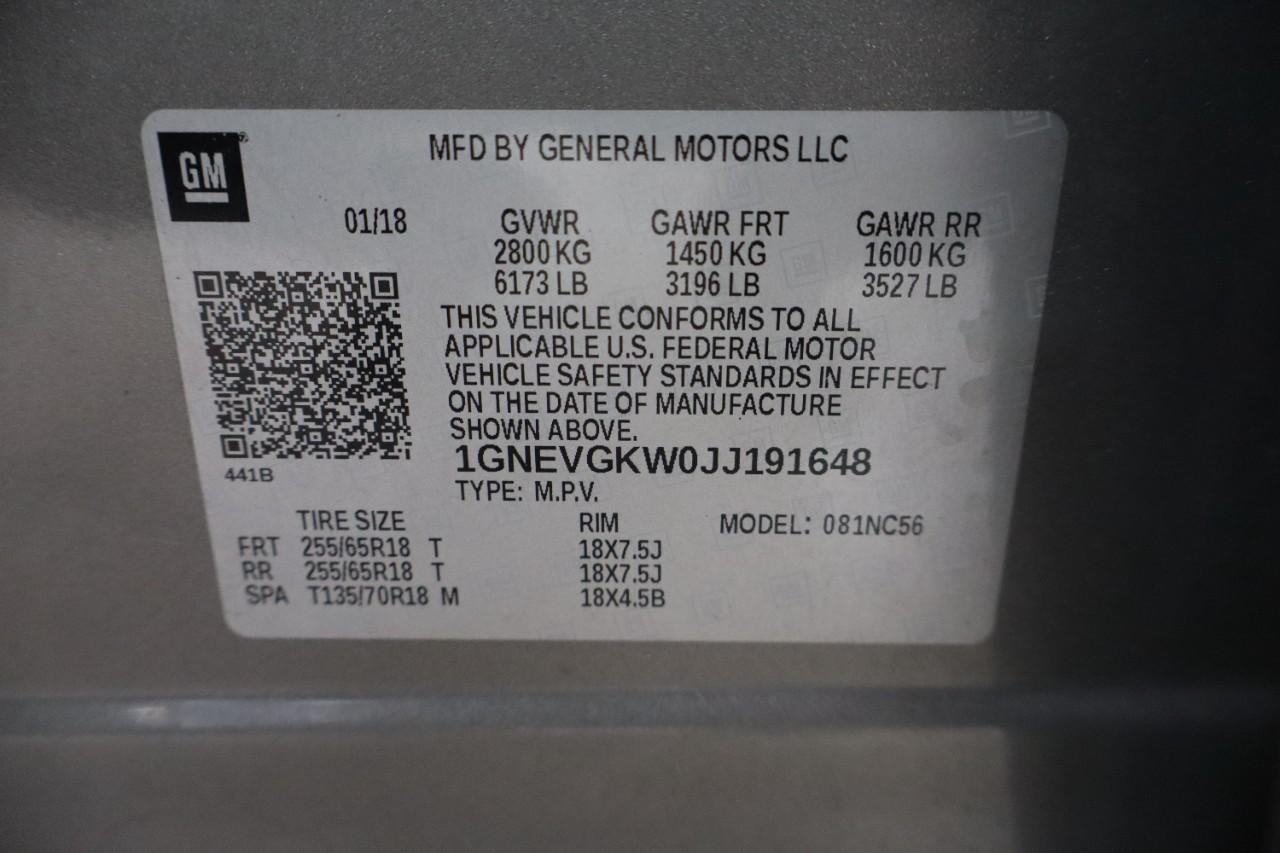 GM
MFD BY GENERAL MOTORS LLC
01/18 GVWR GAWR FRT GAWR RR
2800 KG 1450 KG 1600 KG
6173 LB 3196 LB 3527 LB
THIS VEHICLE CONFORMS TO ALL
APPLICABLE U.S. FEDERAL MOTOR
VEHICLE SAFETY STANDARDS IN EFFECT
ON THE DATE OF MANUFACTURE
SHOWN ABOVE.
1GNEVGKW0JJ191648
441B
TYPE: M.P.V.
TIRE SIZE RIM MODEL: 081NC56
FRT 255/65R18 T 18X7.5J
RR 255/65R18 T 18X7.5J
SPA T135/70R18 M 18X4.5B